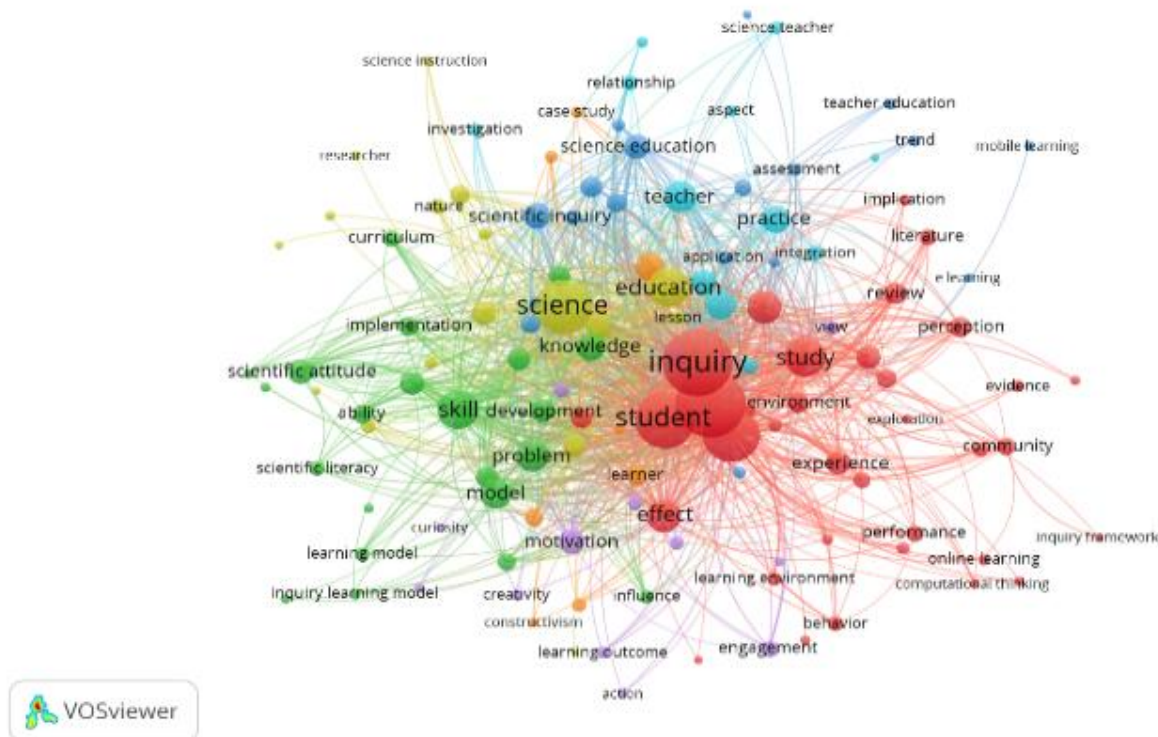 science teacher
science instruction
relationship
case study
aspect
teacher education
investigation
science education
trend
mobile learning
researcher
assessment
teacher
implication
nature
scientific inquiry
practice
literature
curriculum
application
integration
e learning
education
review
science
lesson
view
perception
implementation
knowledge
inquiry
study
scientific attitude
evidence
ability
skill
development
student
environment
exploration
community
problem
scientific literacy
earner
experience
model
effect
curiosity
motivation
performance
inquiry framework
learning model
online learning
learning environment
computational thinking
inquiry learning model
creativity
influence
constructivism
behavior
learning outcome
engagement
action
VOSviewer